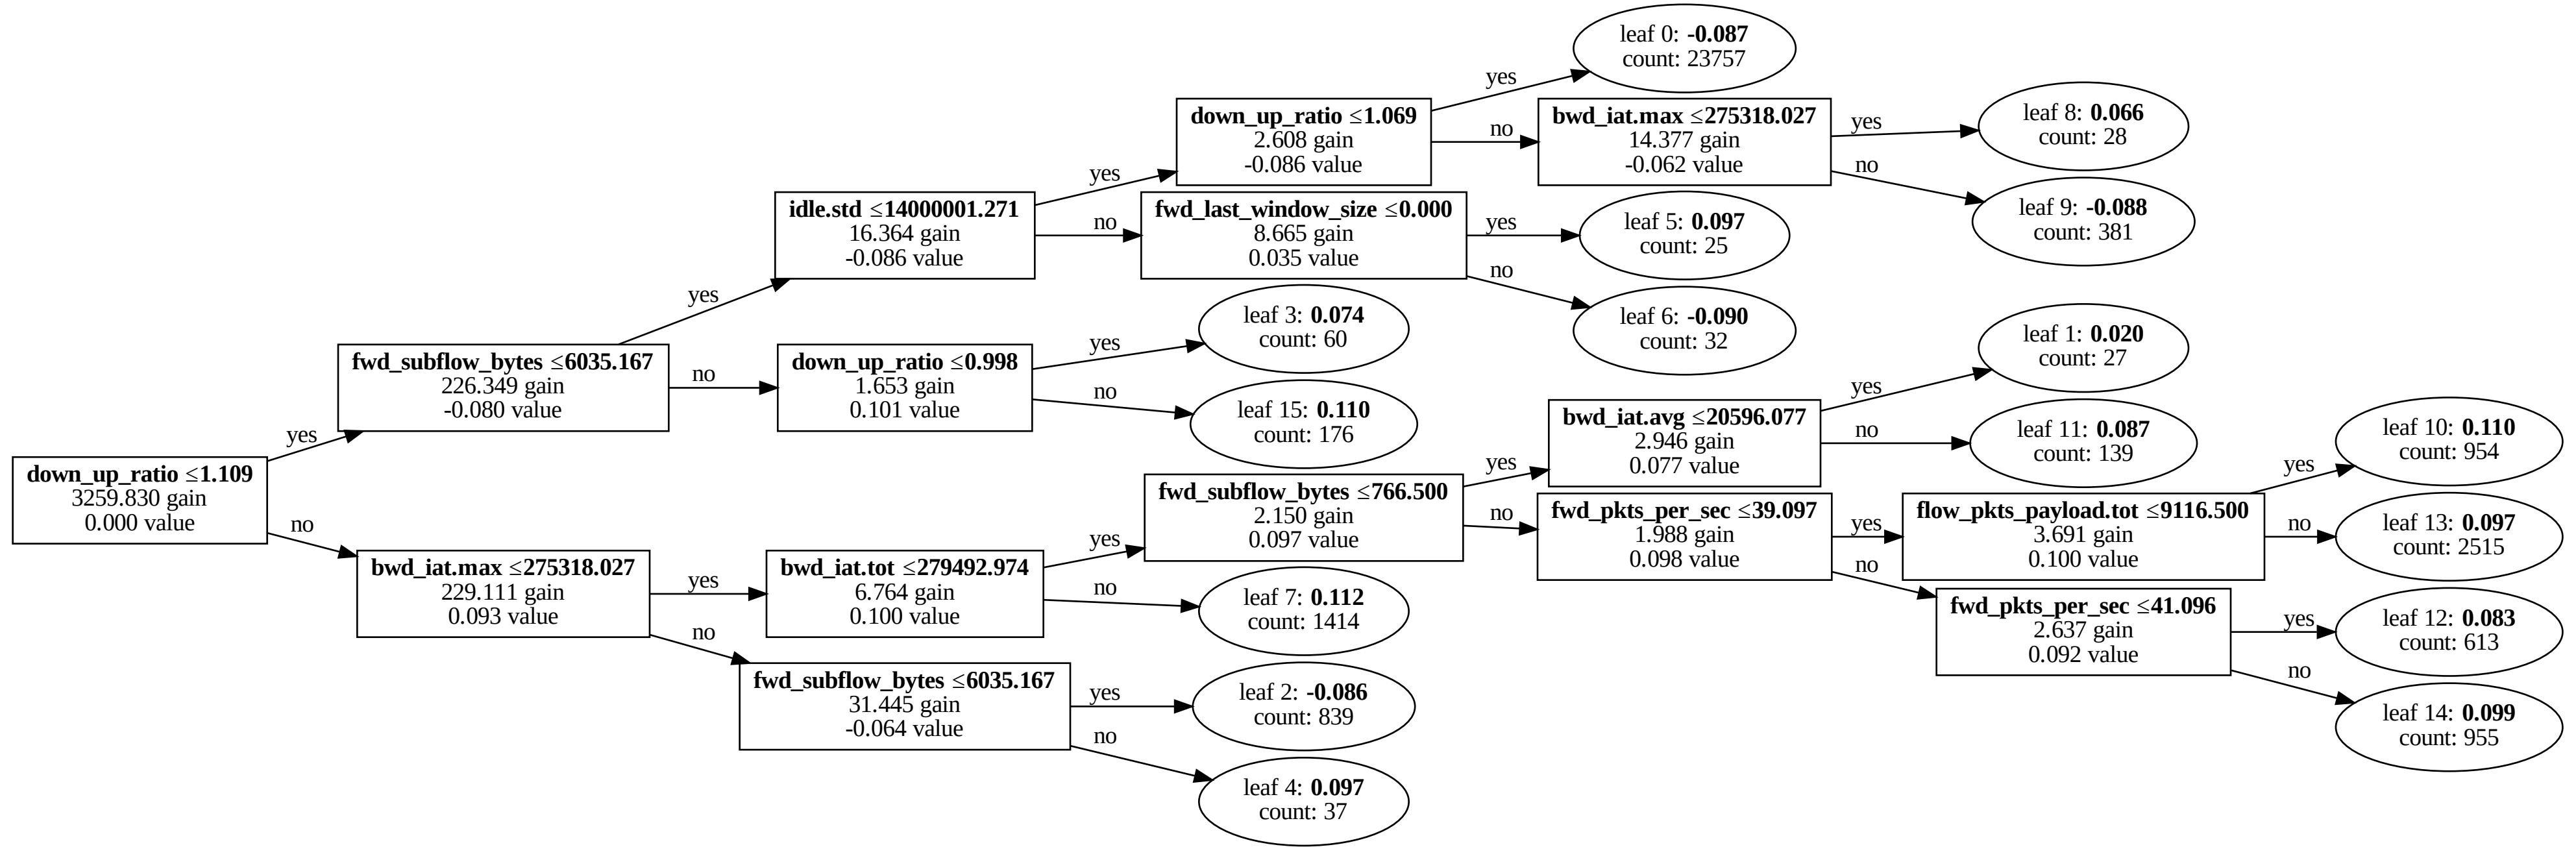 leaf 0: -0.087
count: 23757
yes
down_up_ratio ≤1.069
2.608 gain
-0.086 value
no
bwd_iat.max ≤275318.027
14.377 gain
-0.062 value
yes
leaf 8: 0.066
count: 28
no
leaf 9: -0.088
count: 381
yes
idle.std ≤14000001.271
16.364 gain
-0.086 value
no
fwd_last_window_size ≤0.000
8.665 gain
0.035 value
yes
leaf 5: 0.097
count: 25
no
leaf 6: -0.090
count: 32
yes
fwd_subflow_bytes ≤6035.167
226.349 gain
-0.080 value
no
down_up_ratio ≤0.998
1.653 gain
0.101 value
yes
leaf 3: 0.074
count: 60
no
leaf 15: 0.110
count: 176
yes
down_up_ratio ≤1.109
3259.830 gain
0.000 value
no
bwd_iat.max ≤275318.027
229.111 gain
0.093 value
yes
bwd_iat.tot ≤279492.974
6.764 gain
0.100 value
yes
fwd_subflow_bytes ≤766.500
2.150 gain
0.097 value
yes
bwd_iat.avg ≤20596.077
2.946 gain
0.077 value
yes
leaf 1: 0.020
count: 27
no
leaf 11: 0.087
count: 139
no
fwd_pkts_per_sec ≤39.097
1.988 gain
0.098 value
yes
flow_pkts_payload.tot ≤9116.500
3.691 gain
0.100 value
yes
leaf 10: 0.110
count: 954
no
leaf 13: 0.097
count: 2515
no
fwd_pkts_per_sec ≤41.096
2.637 gain
0.092 value
yes
leaf 12: 0.083
count: 613
no
leaf 14: 0.099
count: 955
no
leaf 7: 0.112
count: 1414
no
fwd_subflow_bytes ≤6035.167
31.445 gain
-0.064 value
yes
leaf 2: -0.086
count: 839
no
leaf 4: 0.097
count: 37